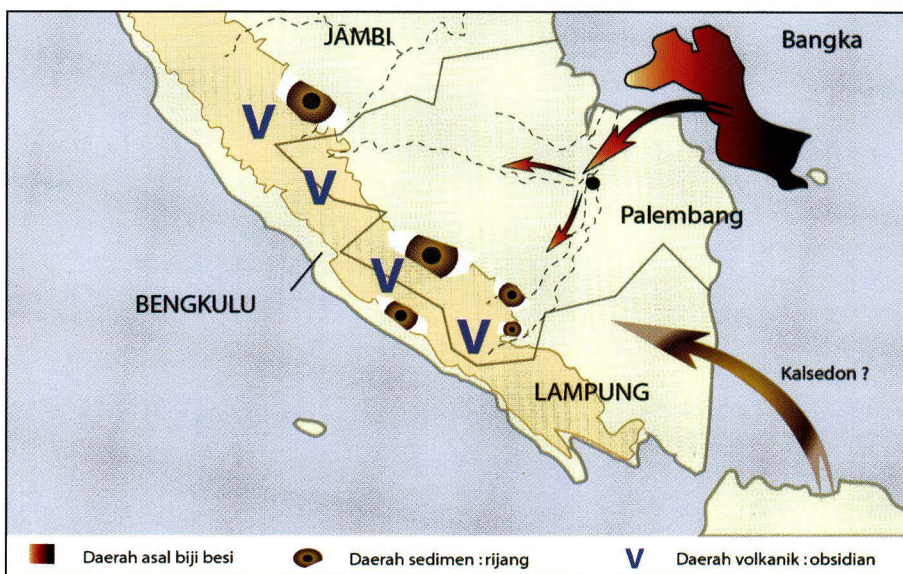 JAMBI
Bangka
V
V
Palembang
V
BENGKULU
V
Kalsedon ?
LAMPUNG
Daerah asal biji besi
Daerah sedimen : rijang
V Daerah volkanik : obsidian